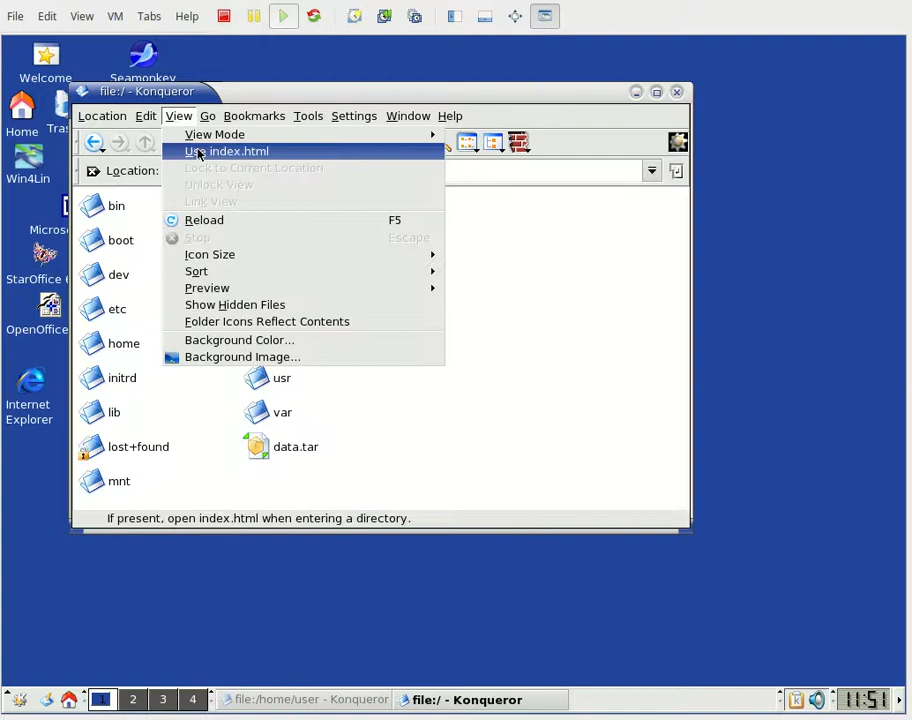 File Edit View VM Tabs Help
Welcome Seamonkey
file:/ - Konqueror
Location Edit View Go Bookmarks Tools Settings Window Help
Home
View Mode
Use index.html
Lock to Current Location
Location:
Win4Lin
Unlock View
Link View
bin
Reload F5
Stop Escape
boot
Icon Size
Sort
StarOffice
dev
Preview
Show Hidden Files
etc
Folder Icons Reflect Contents
OpenOffice
Background Color...
home
Background Image...
initrd usr
Internet
Explorer
lib var
lost+found data.tar
mnt
If present, open index.html when entering a directory.
1 2 3 4 file:/home/user - Konqueror file:/ - Konqueror 11:51